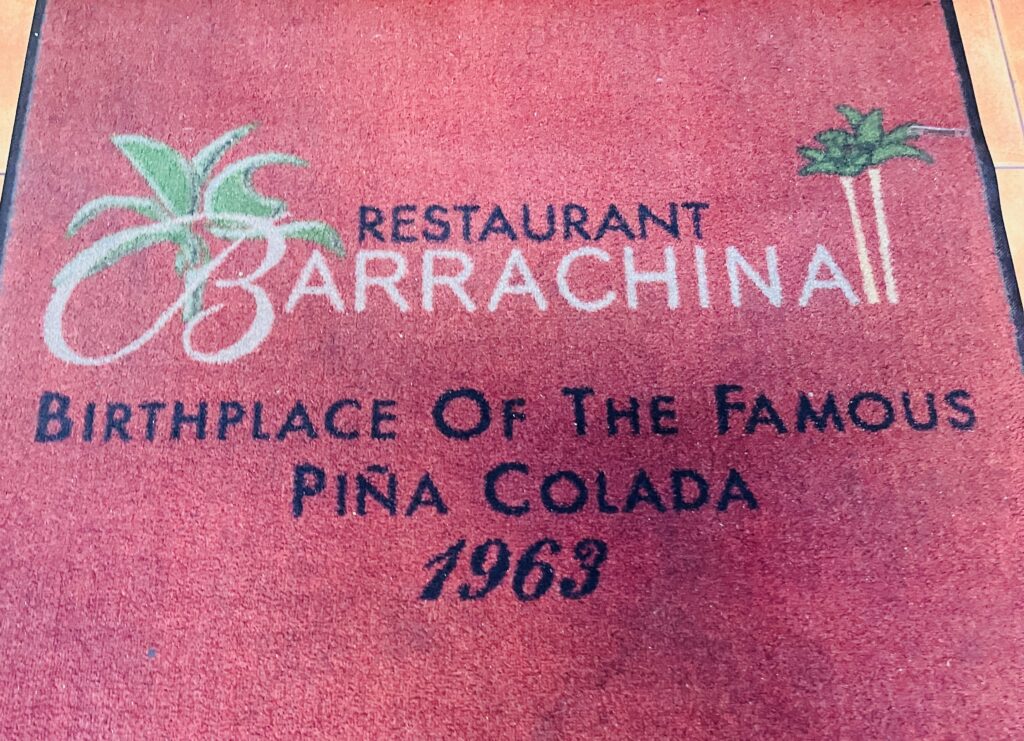 RESTAURANT
BARRACHINA
BIRTHPLACE OF THE FAMOUS
PIÑA COLADA
1963